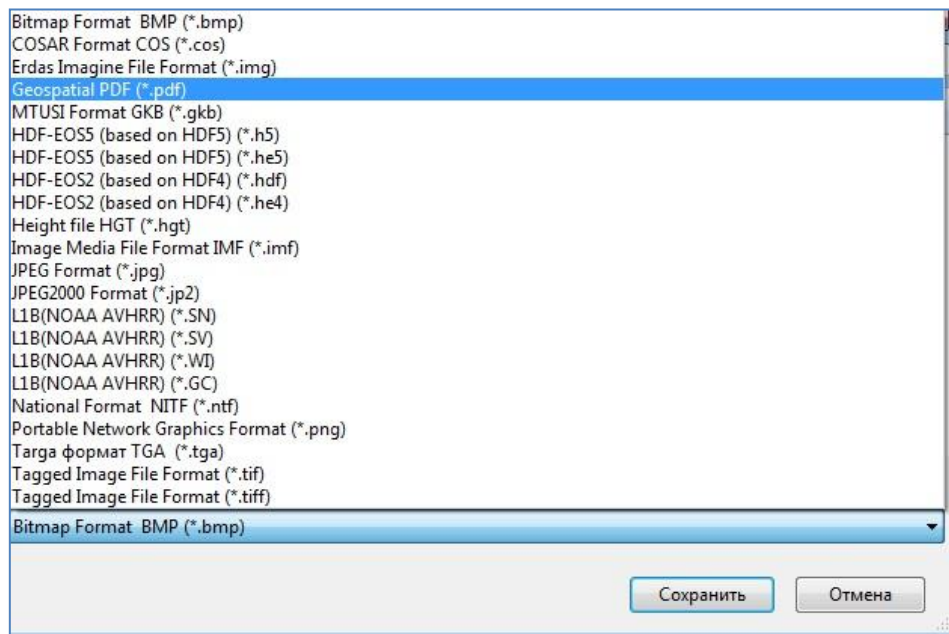 Bitmap Format  BMP (*.bmp)
COSAR Format COS (*.cos)
Erdas Imagine File Format (*.img)
Geospatial PDF (*.pdf)
MTUSI Format GKB (*.gkb)
HDF-EOS5 (based on HDF5) (*.h5)
HDF-EOS5 (based on HDF5) (*.he5)
HDF-EOS2 (based on HDF4) (*.hdf)
HDF-EOS2 (based on HDF4) (*.he4)
Height file HGT (*.hgt)
Image Media File Format IMF (*.imf)
JPEG Format (*.jpg)
JPEG2000 Format (*.jp2)
L1B(NOAA AVHRR) (*.SN)
L1B(NOAA AVHRR) (*.SV)
L1B(NOAA AVHRR) (*.WI)
L1B(NOAA AVHRR) (*.GC)
National Format  NITF (*.ntf)
Portable Network Graphics Format (*.png)
Тагда формат TGA  (*.tga)
Tagged Image File Format (*.tif)
Tagged Image File Format (*.tiff)
Bitmap Format  BMP (*.bmp)
Сохранить
Отмена